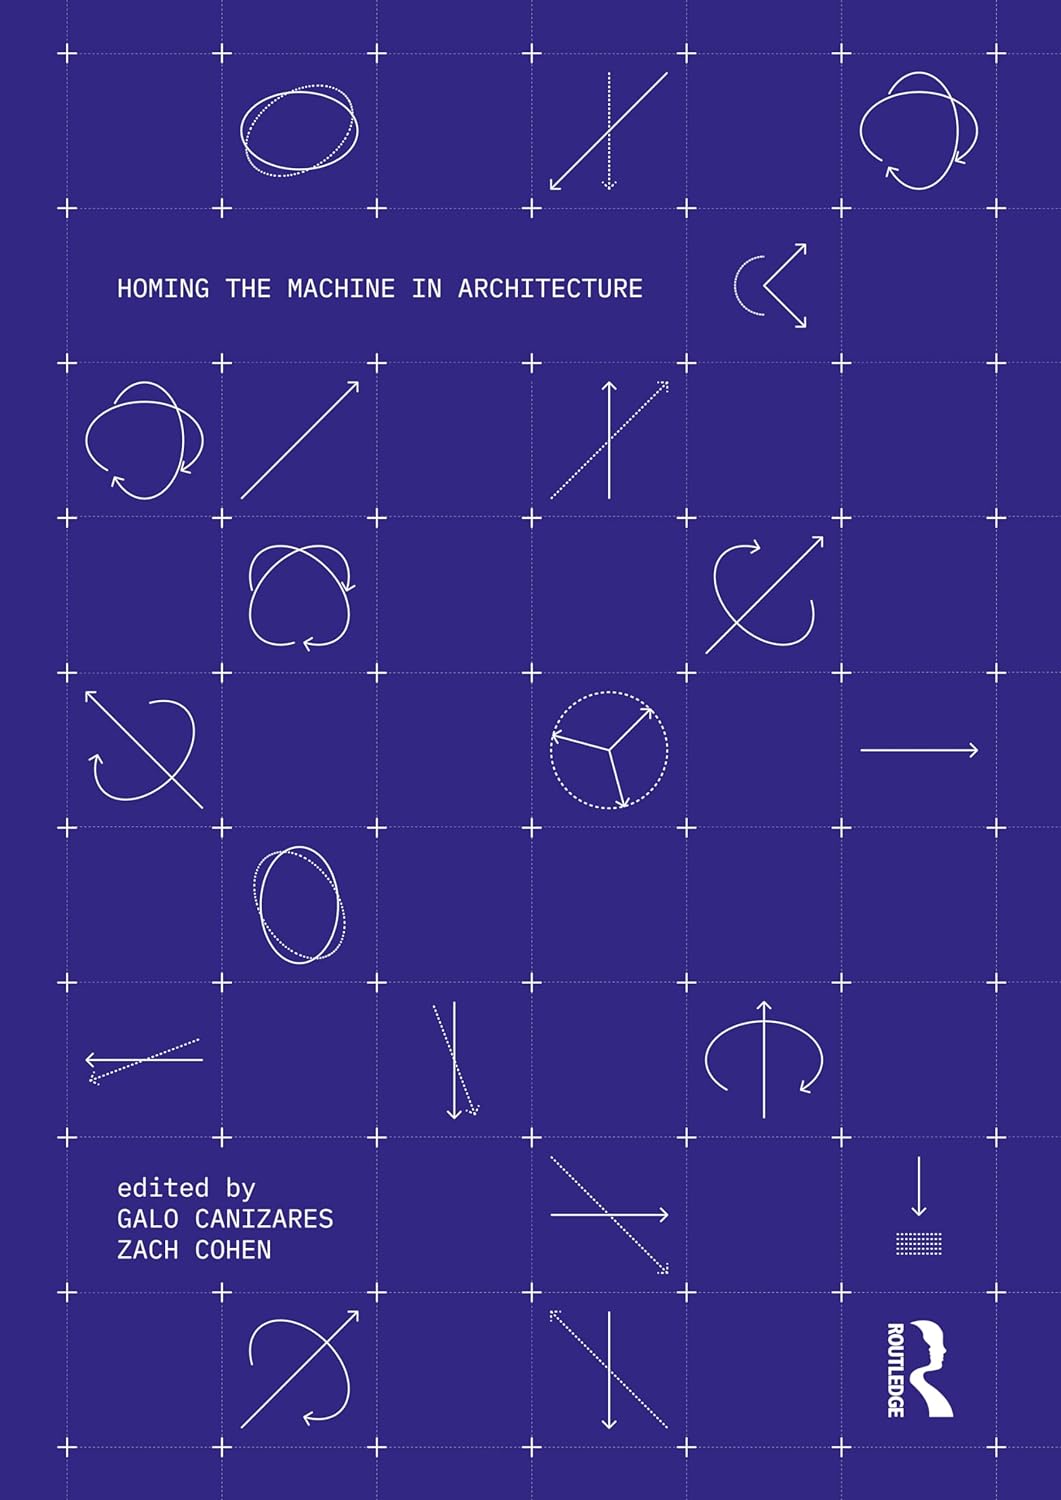 HOMING THE MACHINE IN ARCHITECTURE
edited by
GALO CANIZARES
ZACH COHEN
ROUTLEDGE